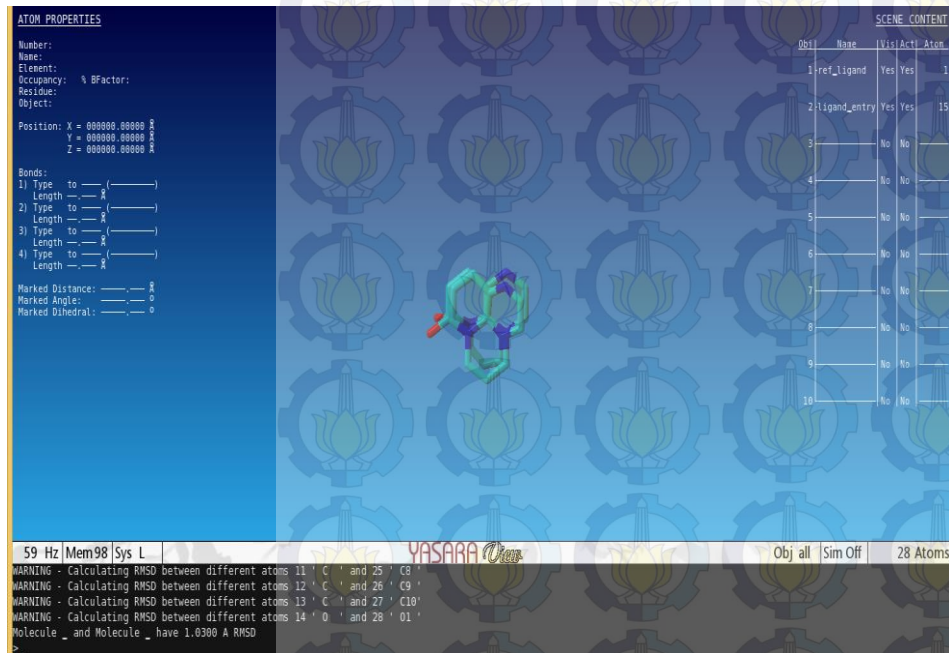 ATOM PROPERTIES
Number:
Name:
Element:
Occupancy: % BFactor:
Residue:
Object:
Position: X = 000000.00000 Å
Y = 000000.00000 Å
Z = 000000.00000 Å
Bonds:
1) Type to ——— (————————)
Length —.—— Å
2) Type to ——— (————————)
Length —.—— Å
3) Type to ——— (————————)
Length —.—— Å
4) Type to ——— (————————)
Length —.—— Å
Marked Distance: ————.—— Å
Marked Angle: ————.—— °
Marked Dihedral: ————.—— °
SCENE CONTENT
Obj Name Vis Act Atom
1 ref_ligand Yes Yes 1
2 ligand_entry Yes Yes 15
3 No No
4 No No
5 No No
6 No No
7 No No
8 No No
9 No No
10 No No
59 Hz Mem98 Sys L YASARA View Obj all Sim Off 28 Atoms
WARNING - Calculating RMSD between different atoms 11 ' C ' and 25 ' C8 '
WARNING - Calculating RMSD between different atoms 12 ' C ' and 26 ' C9 '
WARNING - Calculating RMSD between different atoms 13 ' C ' and 27 ' C10'
WARNING - Calculating RMSD between different atoms 14 ' O ' and 28 ' O1 '
Molecule _ and Molecule _ have 1.0300 A RMSD
>